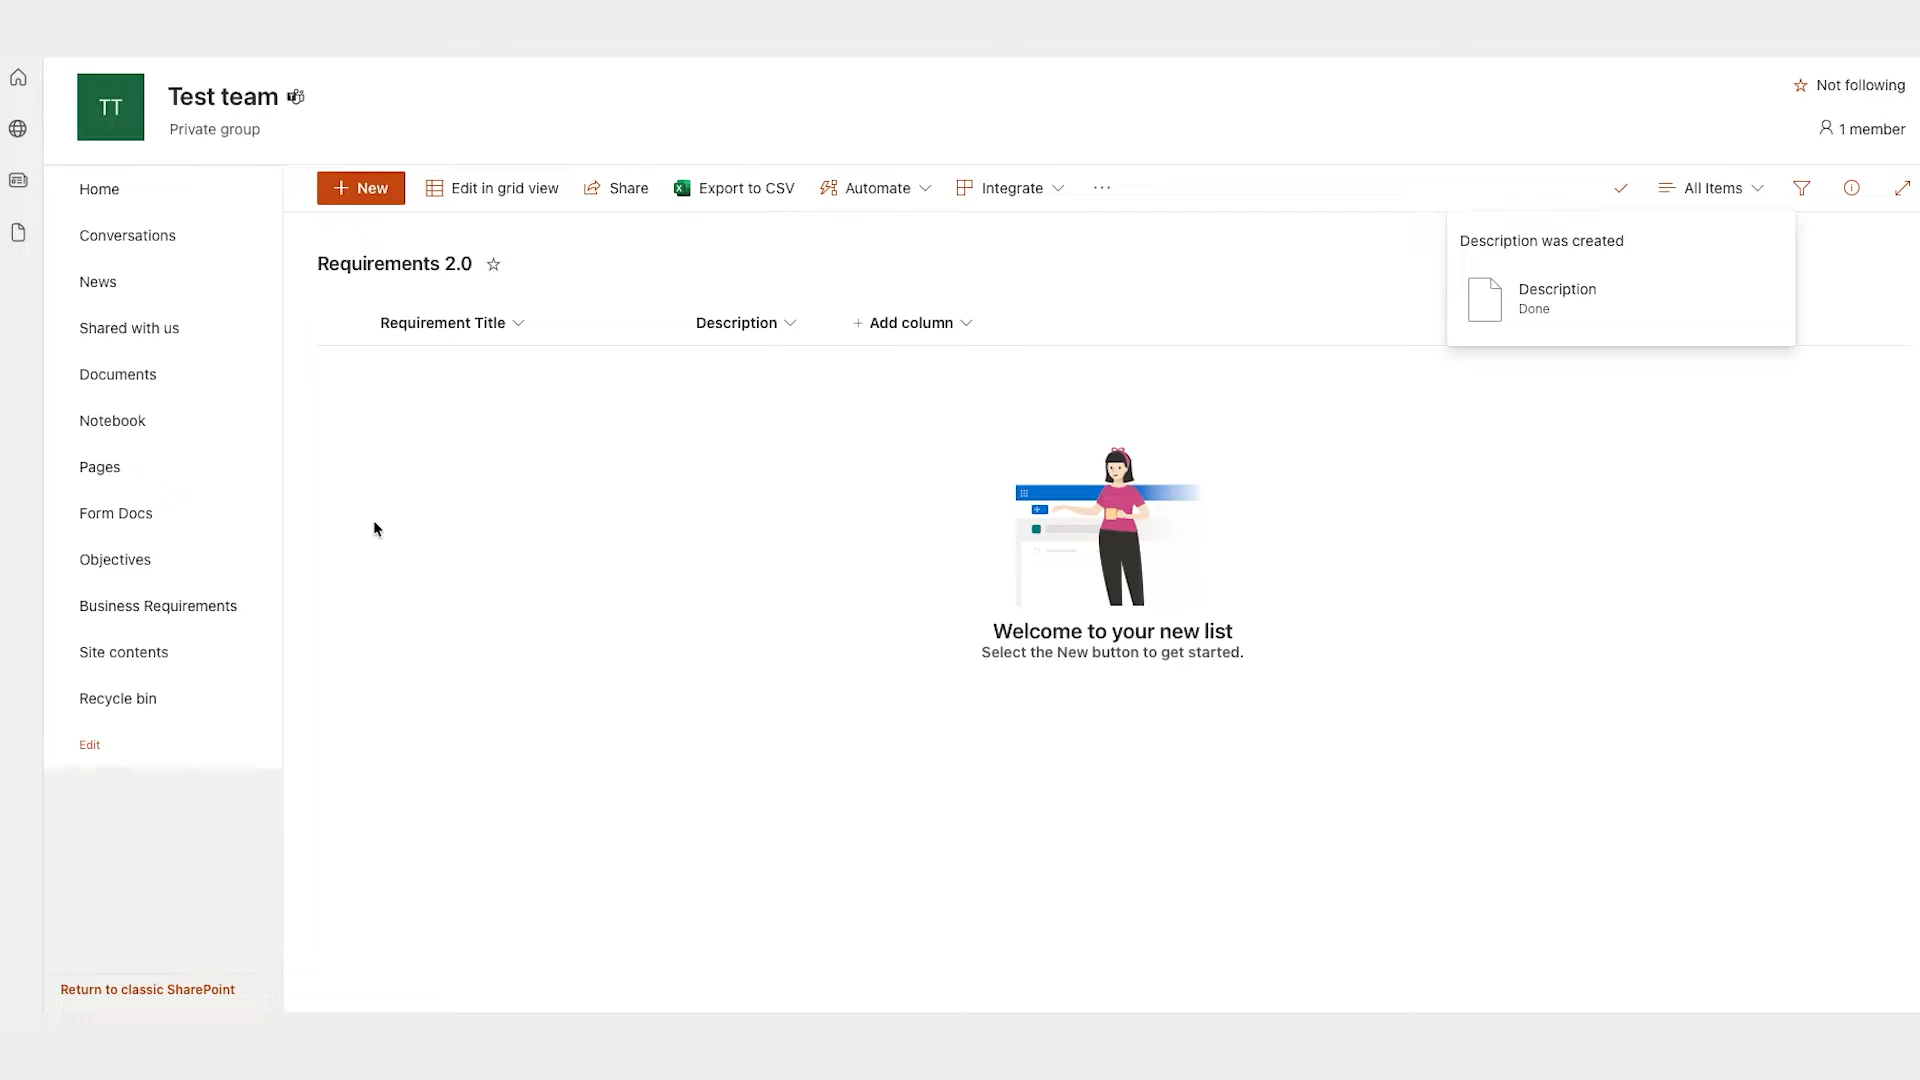 TT
Test team
Private group
Not following
1 member
Home
Conversations
News
Shared with us
Documents
Notebook
Pages
Form Docs
Objectives
Business Requirements
Site contents
Recycle bin
Edit
Return to classic SharePoint
+ New
Edit in grid view
Share
Export to CSV
Automate
Integrate
...
All Items
Description was created
Description
Done
Requirements 2.0
Requirement Title
Description
+ Add column
Welcome to your new list
Select the New button to get started.